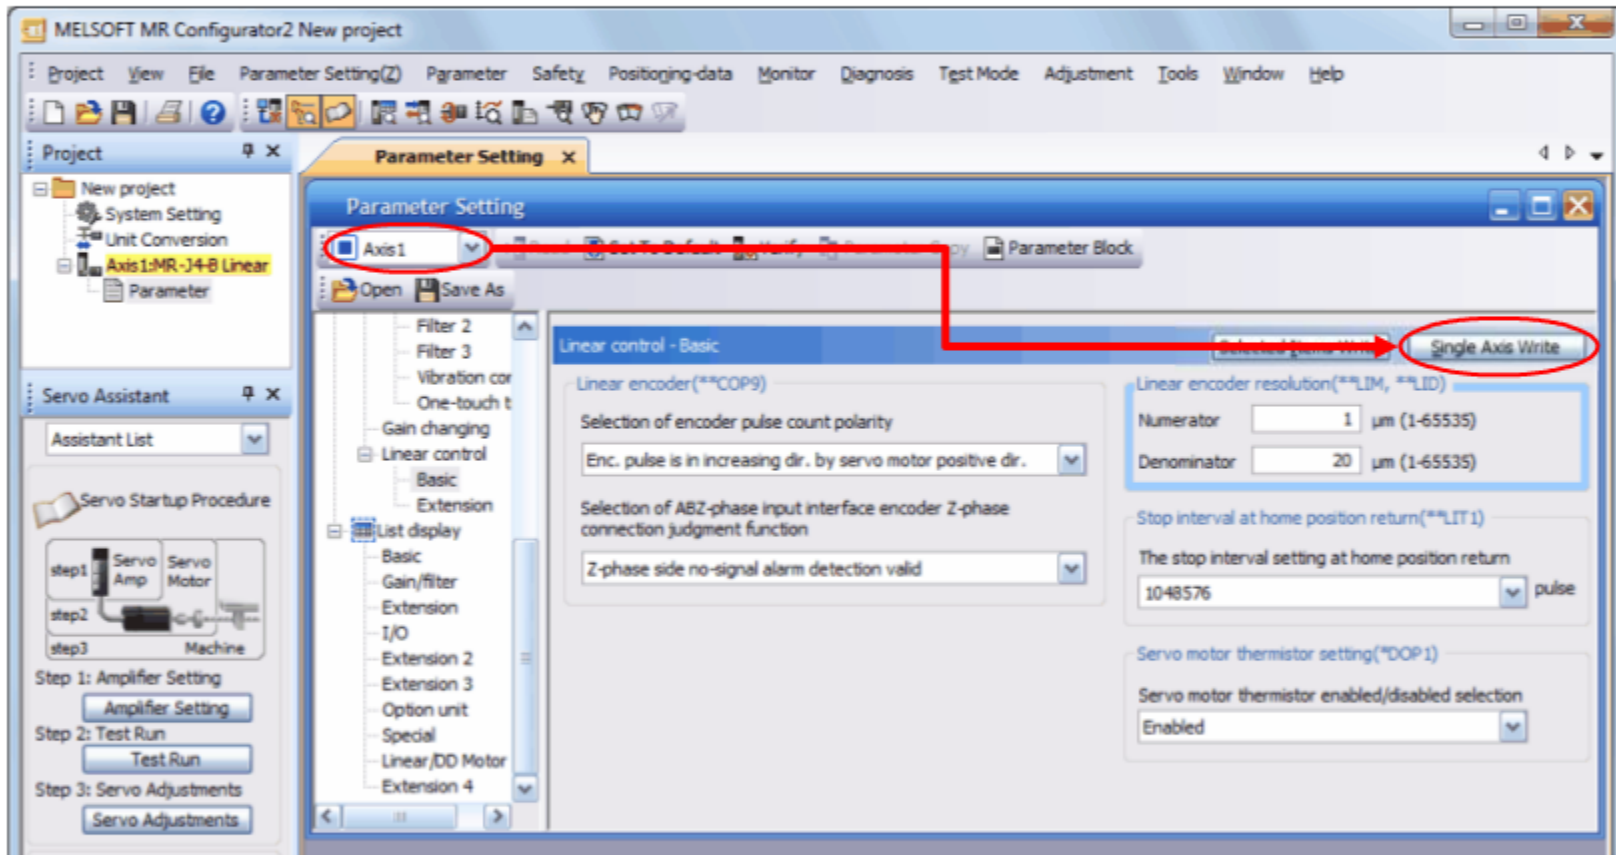 MELSOFT MR Configurator2 New project
Project View File Parameter Setting(Z) Parameter Safety Positioning-data Monitor Diagnosis Test Mode Adjustment Tools Window Help
Project
Parameter Setting
New project
System Setting
Unit Conversion
Axis1:MR-J4-B Linear
Parameter
Parameter Setting
Axis1
Parameter Block
Open Save As
Servo Assistant
Assistant List
Servo Startup Procedure
step1
Servo Amp
Servo Motor
step2
step3
Machine
Step 1: Amplifier Setting
Amplifier Setting
Step 2: Test Run
Test Run
Step 3: Servo Adjustments
Servo Adjustments
Filter 2
Filter 3
Vibration cor
One-touch t
Gain changing
Linear control
Basic
Extension
List display
Basic
Gain/filter
Extension
I/O
Extension 2
Extension 3
Option unit
Special
Linear/DD Motor
Extension 4
Linear control - Basic
Single Axis Write
Linear encoder(**COP9)
Selection of encoder pulse count polarity
Enc. pulse is in increasing dir. by servo motor positive dir.
Selection of ABZ-phase input interface encoder Z-phase
connection judgment function
Z-phase side no-signal alarm detection valid
Linear encoder resolution(**LIM, **LID)
Numerator 1 µm (1-65535)
Denominator 20 µm (1-65535)
Stop interval at home position return(**LIT1)
The stop interval setting at home position return
1048576 pulse
Servo motor thermistor setting(*DOP1)
Servo motor thermistor enabled/disabled selection
Enabled